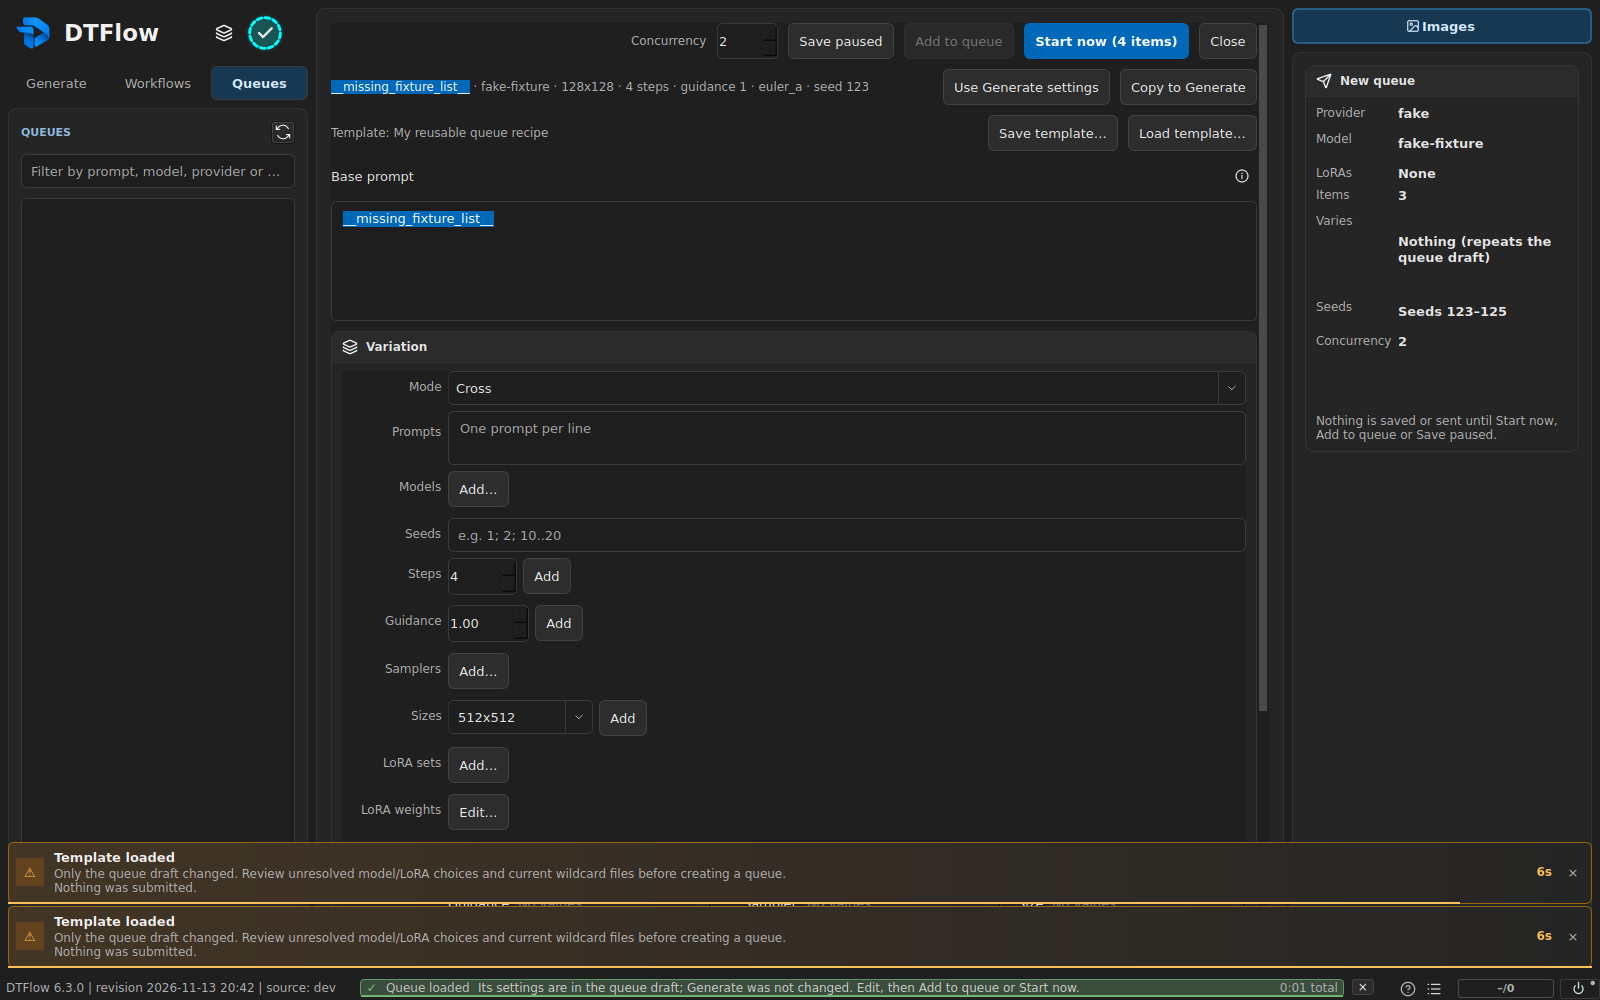 DTFlow
Generate
Workflows
Queues
QUEUES
Filter by prompt, model, provider or ...
Concurrency
2
Save paused
Add to queue
Start now (4 items)
Close
__missing_fixture_list__ · fake-fixture · 128x128 · 4 steps · guidance 1 · euler_a · seed 123
Use Generate settings
Copy to Generate
Template: My reusable queue recipe
Save template...
Load template...
Base prompt
__missing_fixture_list__
Variation
Mode
Cross
Prompts
One prompt per line
Models
Add...
Seeds
e.g. 1; 2; 10..20
Steps
4
Add
Guidance
1.00
Add
Samplers
Add...
Sizes
512x512
Add
LoRA sets
Add...
LoRA weights
Edit...
Images
New queue
Provider fake
Model fake-fixture
LoRAs None
Items 3
Varies
Nothing (repeats the
queue draft)
Seeds Seeds 123–125
Concurrency 2
Nothing is saved or sent until Start now,
Add to queue or Save paused.
Template loaded
Only the queue draft changed. Review unresolved model/LoRA choices and current wildcard files before creating a queue.
Nothing was submitted.
6s
Template loaded
Only the queue draft changed. Review unresolved model/LoRA choices and current wildcard files before creating a queue.
Nothing was submitted.
6s
DTFlow 6.3.0 | revision 2026-11-13 20:42 | source: dev
✓ Queue loaded Its settings are in the queue draft; Generate was not changed. Edit, then Add to queue or Start now.
0:01 total
–/0